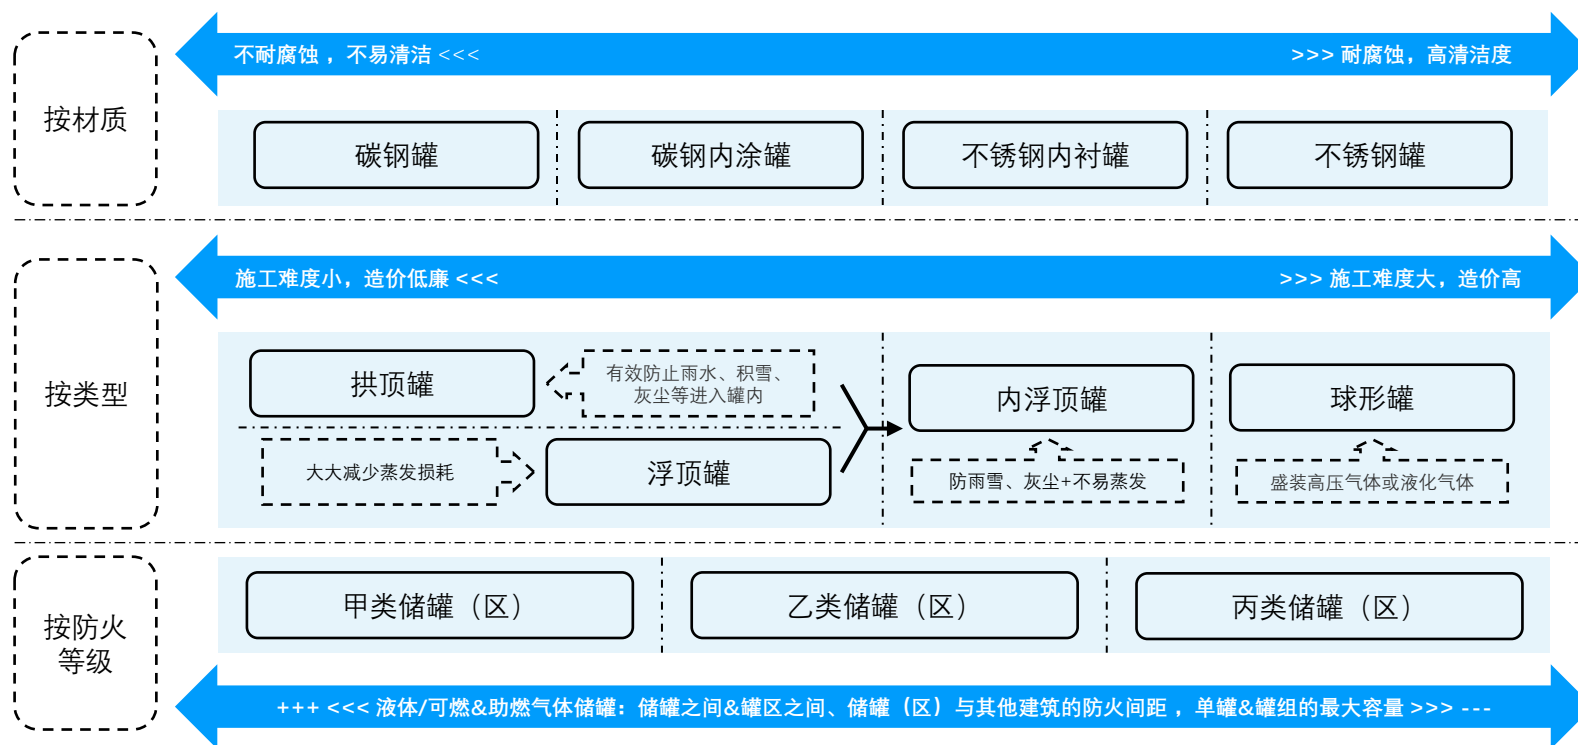 不耐腐蚀，不易清洁 <<<
>>> 耐腐蚀，高清洁度
按材质
碳钢罐
碳钢内涂罐
不锈钢内衬罐
不锈钢罐
施工难度小，造价低廉 <<<
>>> 施工难度大，造价高
按类型
拱顶罐
有效防止雨水、积雪、
灰尘等进入罐内
内浮顶罐
球形罐
大大减少蒸发损耗
浮顶罐
防雨雪、灰尘+不易蒸发
盛装高压气体或液化气体
按防火
等级
甲类储罐（区）
乙类储罐（区）
丙类储罐（区）
+++ <<< 液体/可燃&助燃气体储罐：储罐之间&罐区之间、储罐（区）与其他建筑的防火间距，单罐&罐组的最大容量 >>> ---